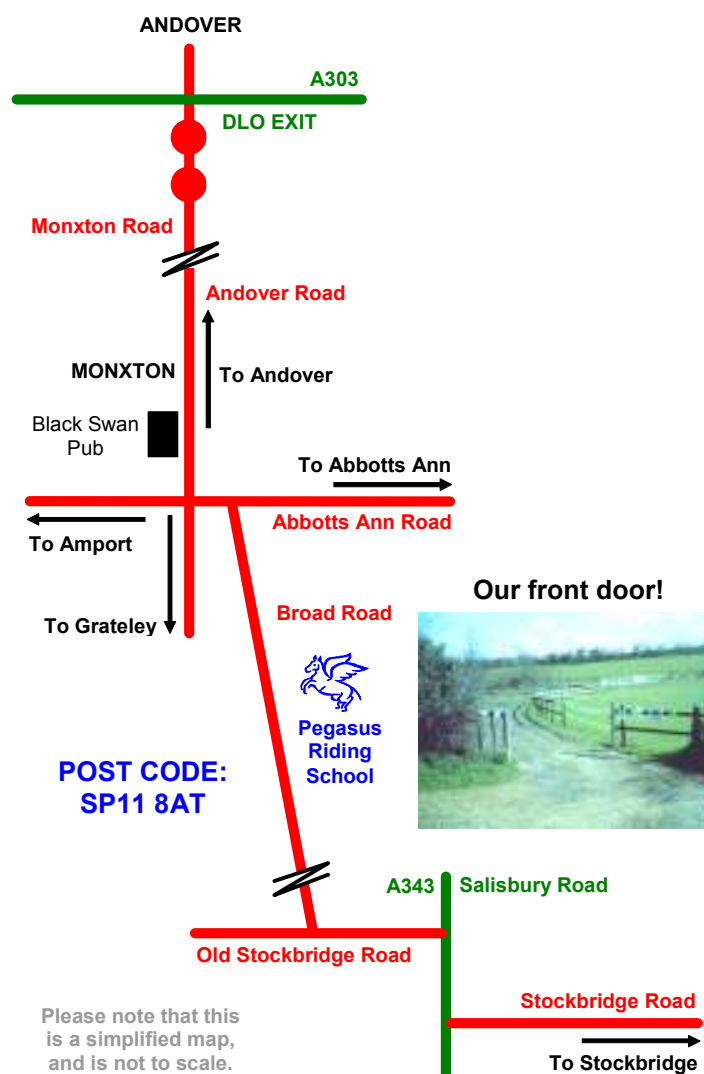 ANDOVER
A303
DLO EXIT
Monxton Road
Andover Road
MONXTON
To Andover
Black Swan
Pub
To Abbotts Ann
Abbotts Ann Road
To Amport
To Grateley
Our front door!
Broad Road
Pegasus
Riding
School
POST CODE:
SP11 8AT
A343
Salisbury Road
Old Stockbridge Road
Stockbridge Road
To Stockbridge
Please note that this
is a simplified map,
and is not to scale.